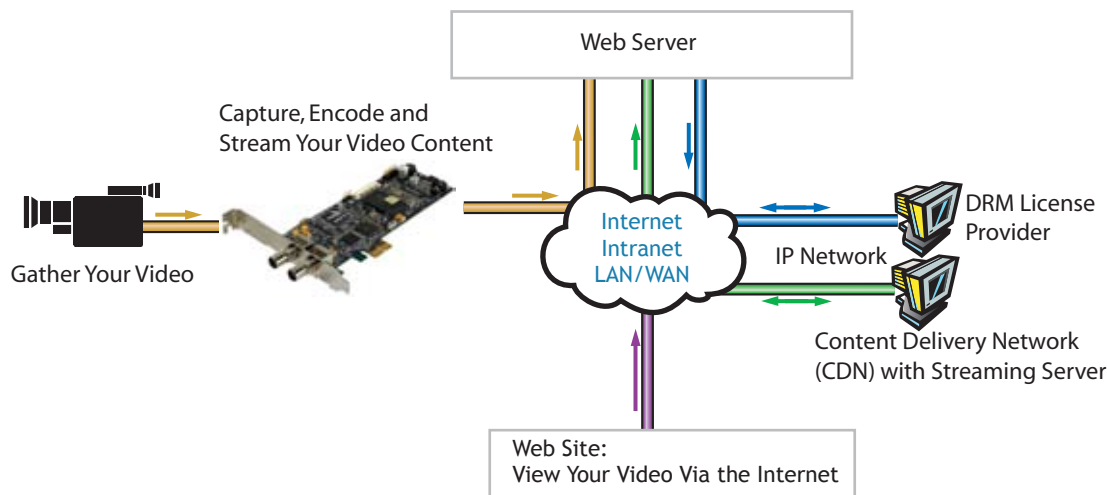 Web Server
Capture, Encode and
Stream Your Video Content
Gather Your Video
Internet
Intranet
LAN/WAN
DRM License
Provider
IP Network
Content Delivery Network
(CDN) with Streaming Server
Web Site:
View Your Video Via the Internet